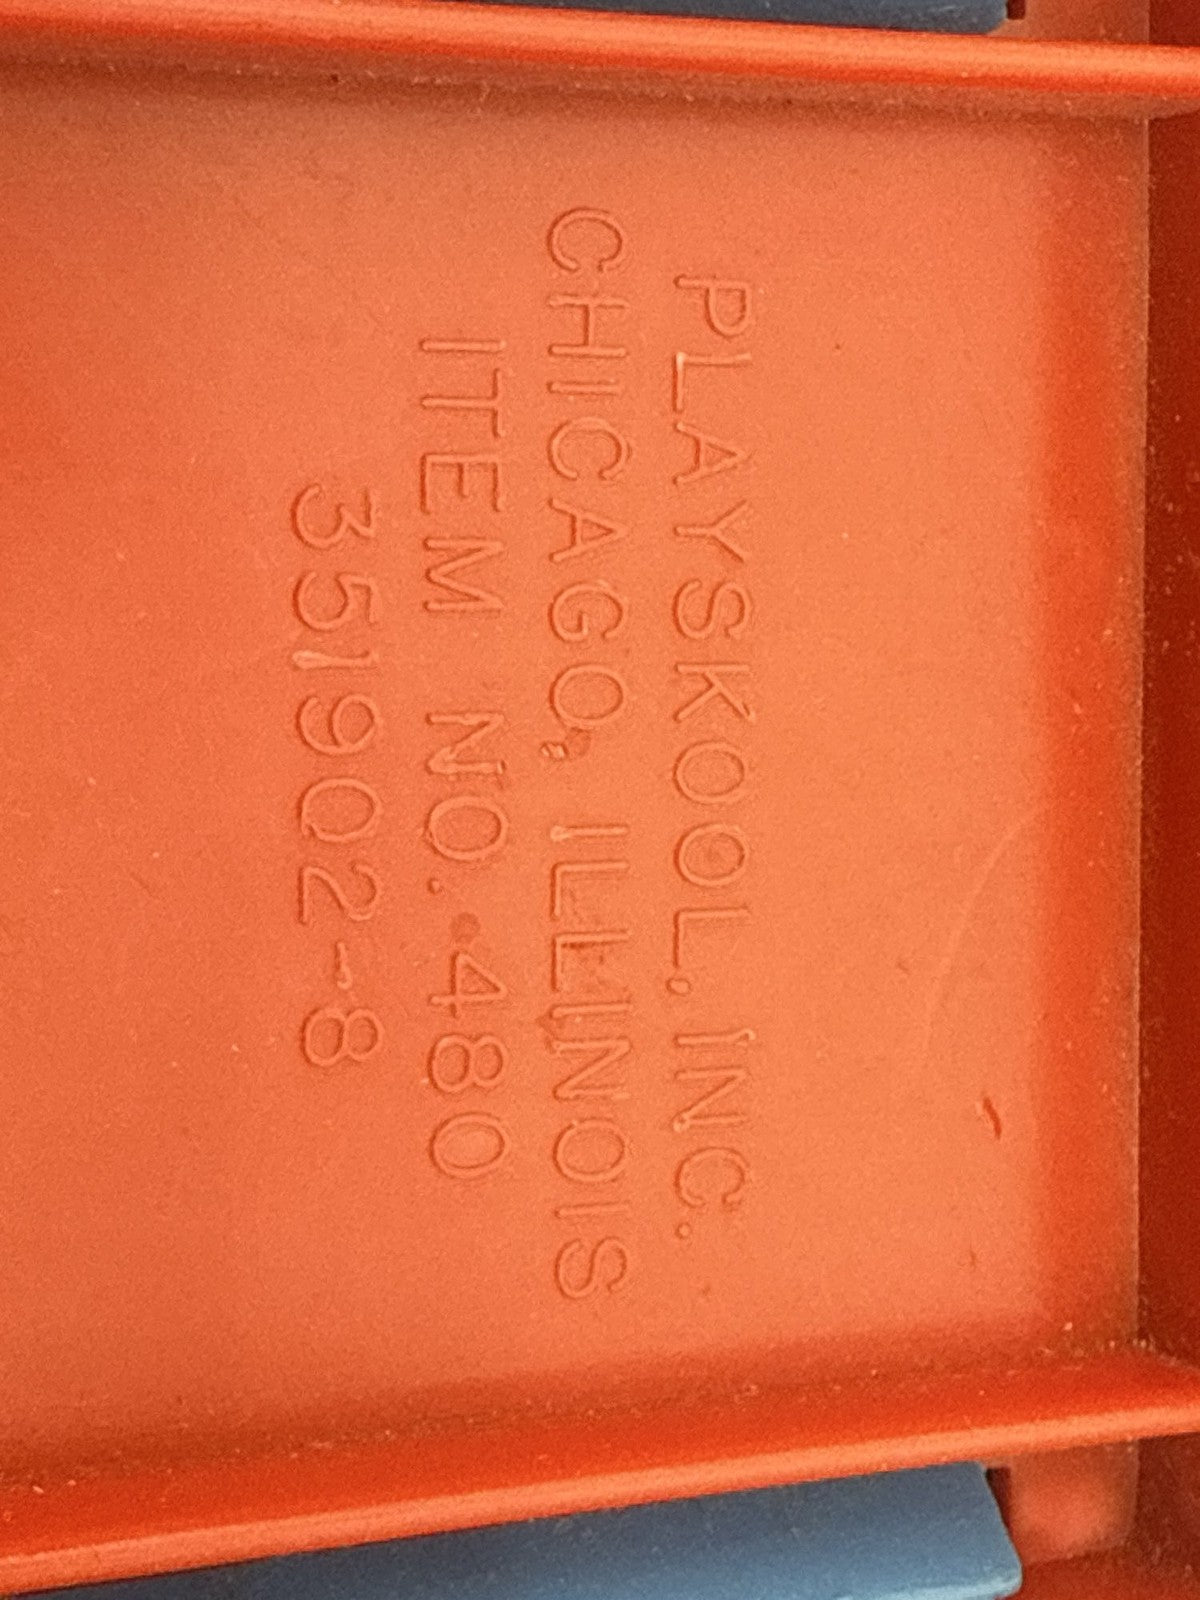 PLAYSKOOL, INC.
CHICAGO, ILLINOIS
ITEM NO. 480
351902-8